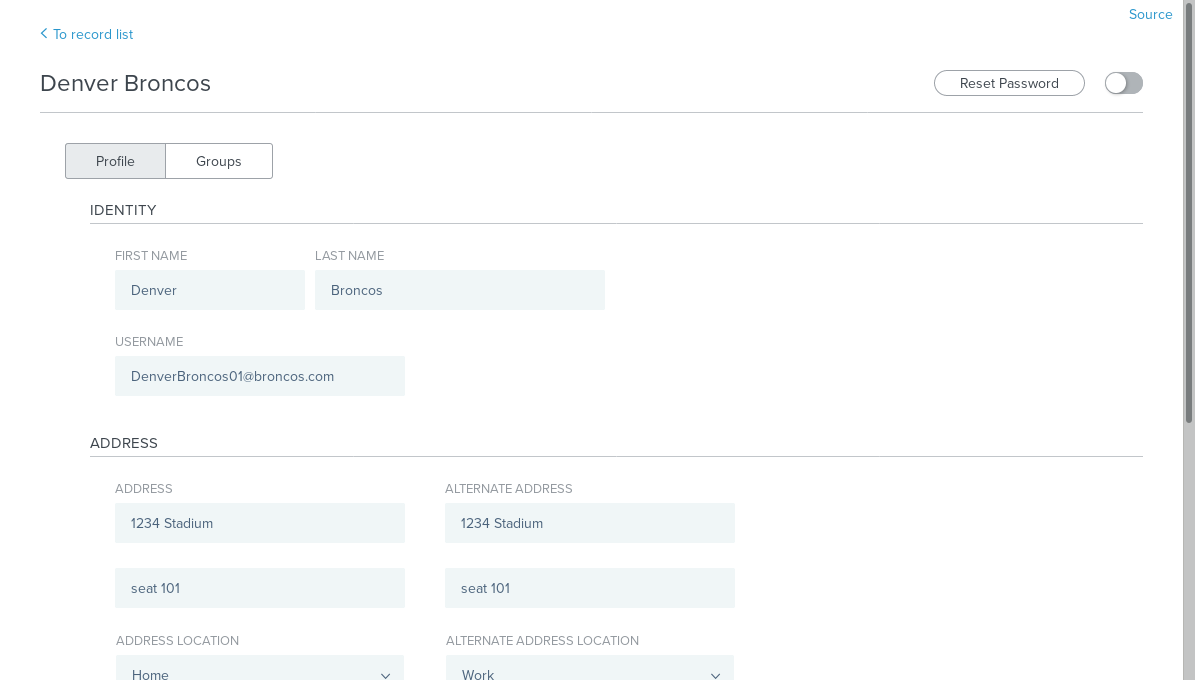 Source
To record list
Denver Broncos
Reset Password
Profile Groups
IDENTITY
FIRST NAME LAST NAME
Denver Broncos
USERNAME
DenverBroncos01@broncos.com
ADDRESS
ADDRESS ALTERNATE ADDRESS
1234 Stadium 1234 Stadium
seat 101 seat 101
ADDRESS LOCATION ALTERNATE ADDRESS LOCATION
Home Work